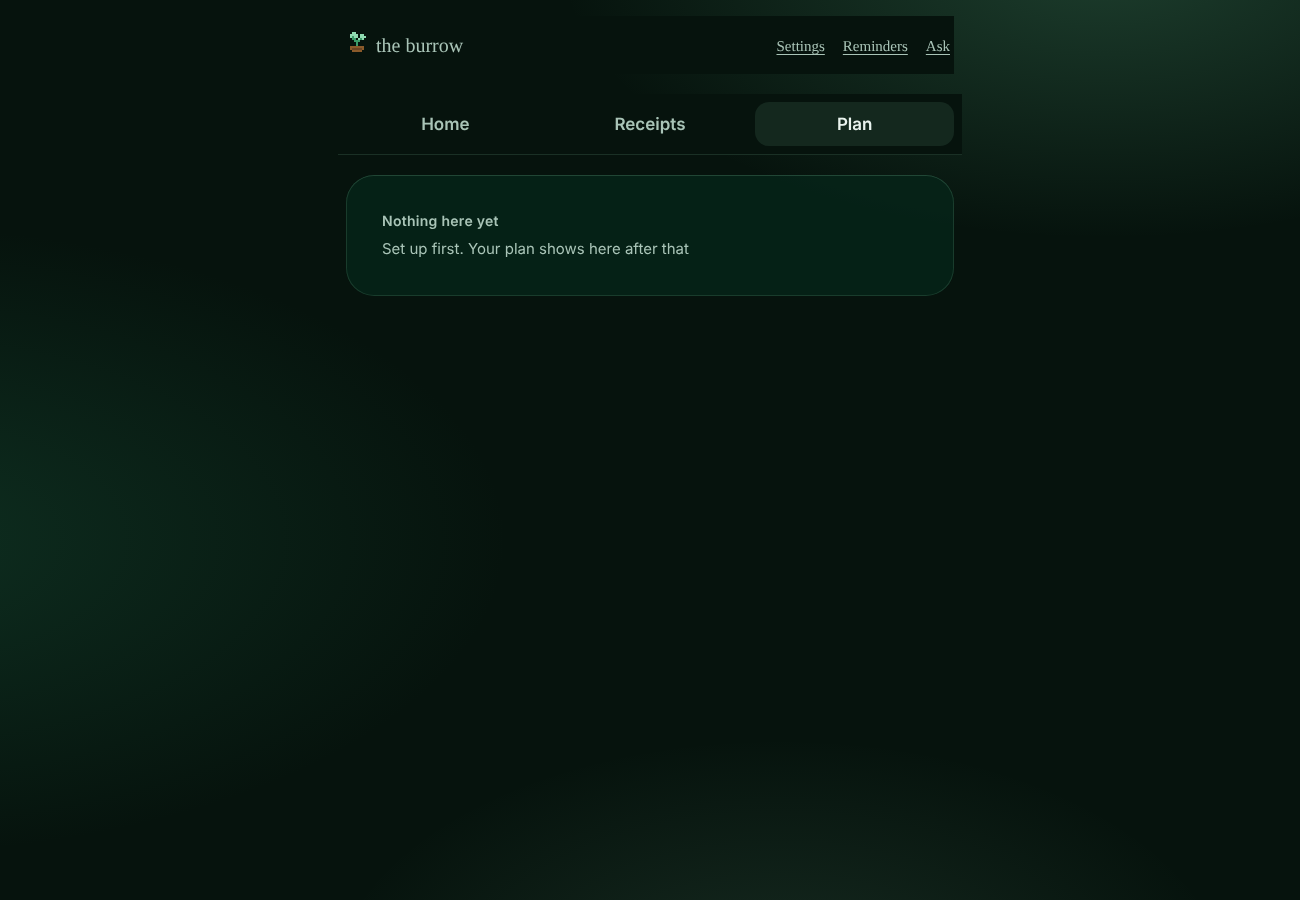 the burrow
Settings Reminders Ask
Home Receipts Plan
Nothing here yet
Set up first. Your plan shows here after that